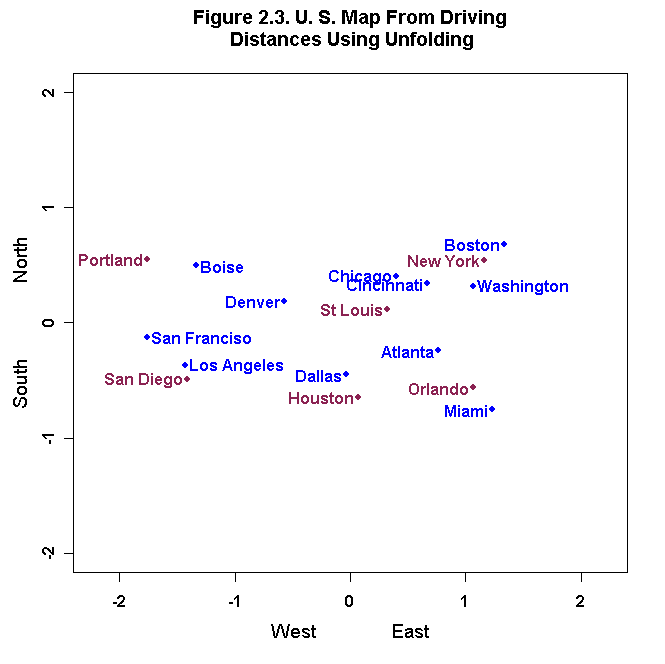 Figure 2.3. U. S. Map From Driving
Distances Using Unfolding
2
1
0
-1
-2
North
South
Boston
New York
Portland
Boise
Chicago
Cincinnati
Washington
Denver
St Louis
San Franciso
Atlanta
Los Angeles
San Diego
Dallas
Houston
Orlando
Miami
-2 -1 0 1 2
West East